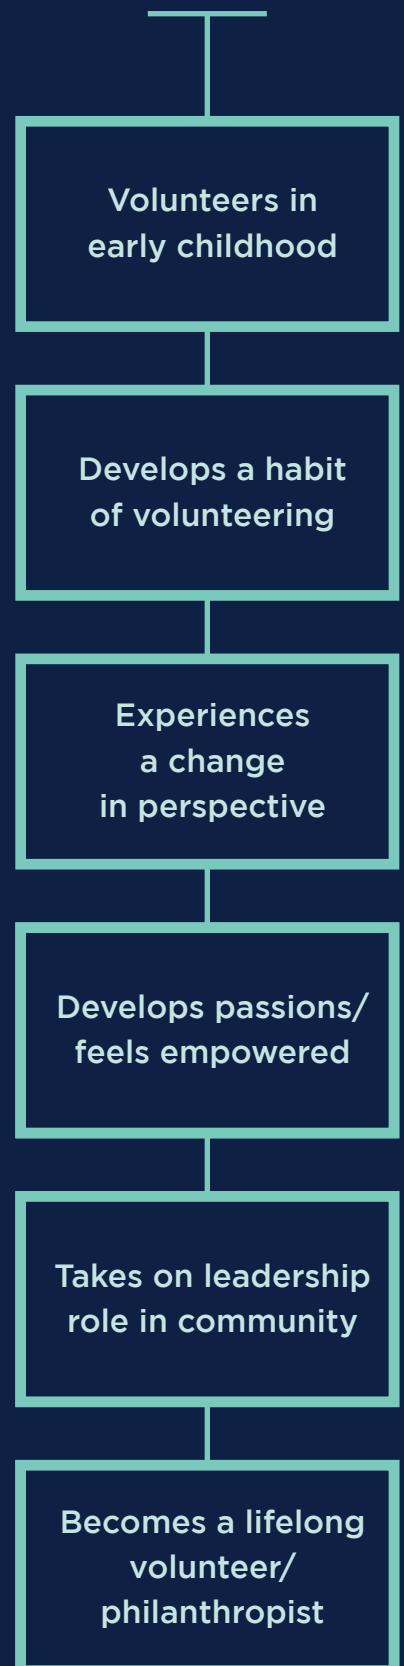 Volunteers in
early childhood
Develops a habit
of volunteering
Experiences
a change
in perspective
Develops passions/
feels empowered
Takes on leadership
role in community
Becomes a lifelong
volunteer/
philanthropist